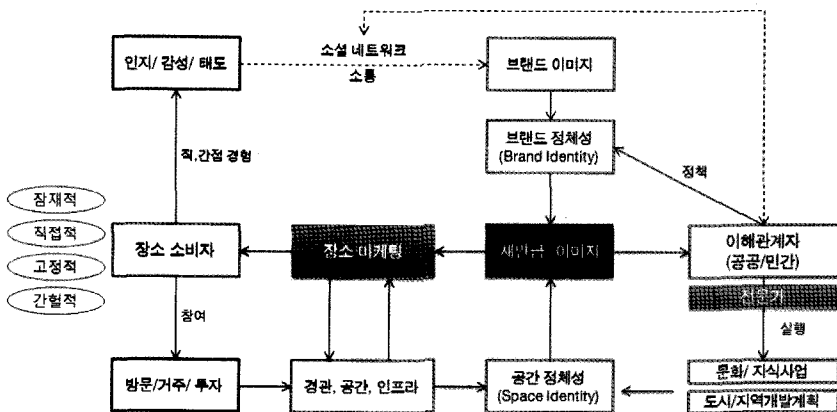 소셜 네트워크
인지/ 감성/ 태도
소통
브랜드 이미지
직,간접 경험
브랜드 정체성
(Brand Identity)
정책
잠재적
직접적
고정적
간헐적
장소 소비자
장소 마케팅
새만금 이미지
이해관계자
(공공/민간)
전문가
참여
실행
방문/거주/ 투자
경관, 공간, 인프라
공간 정체성
(Space Identity)
문화/ 지식사업
도시/지역개발계획